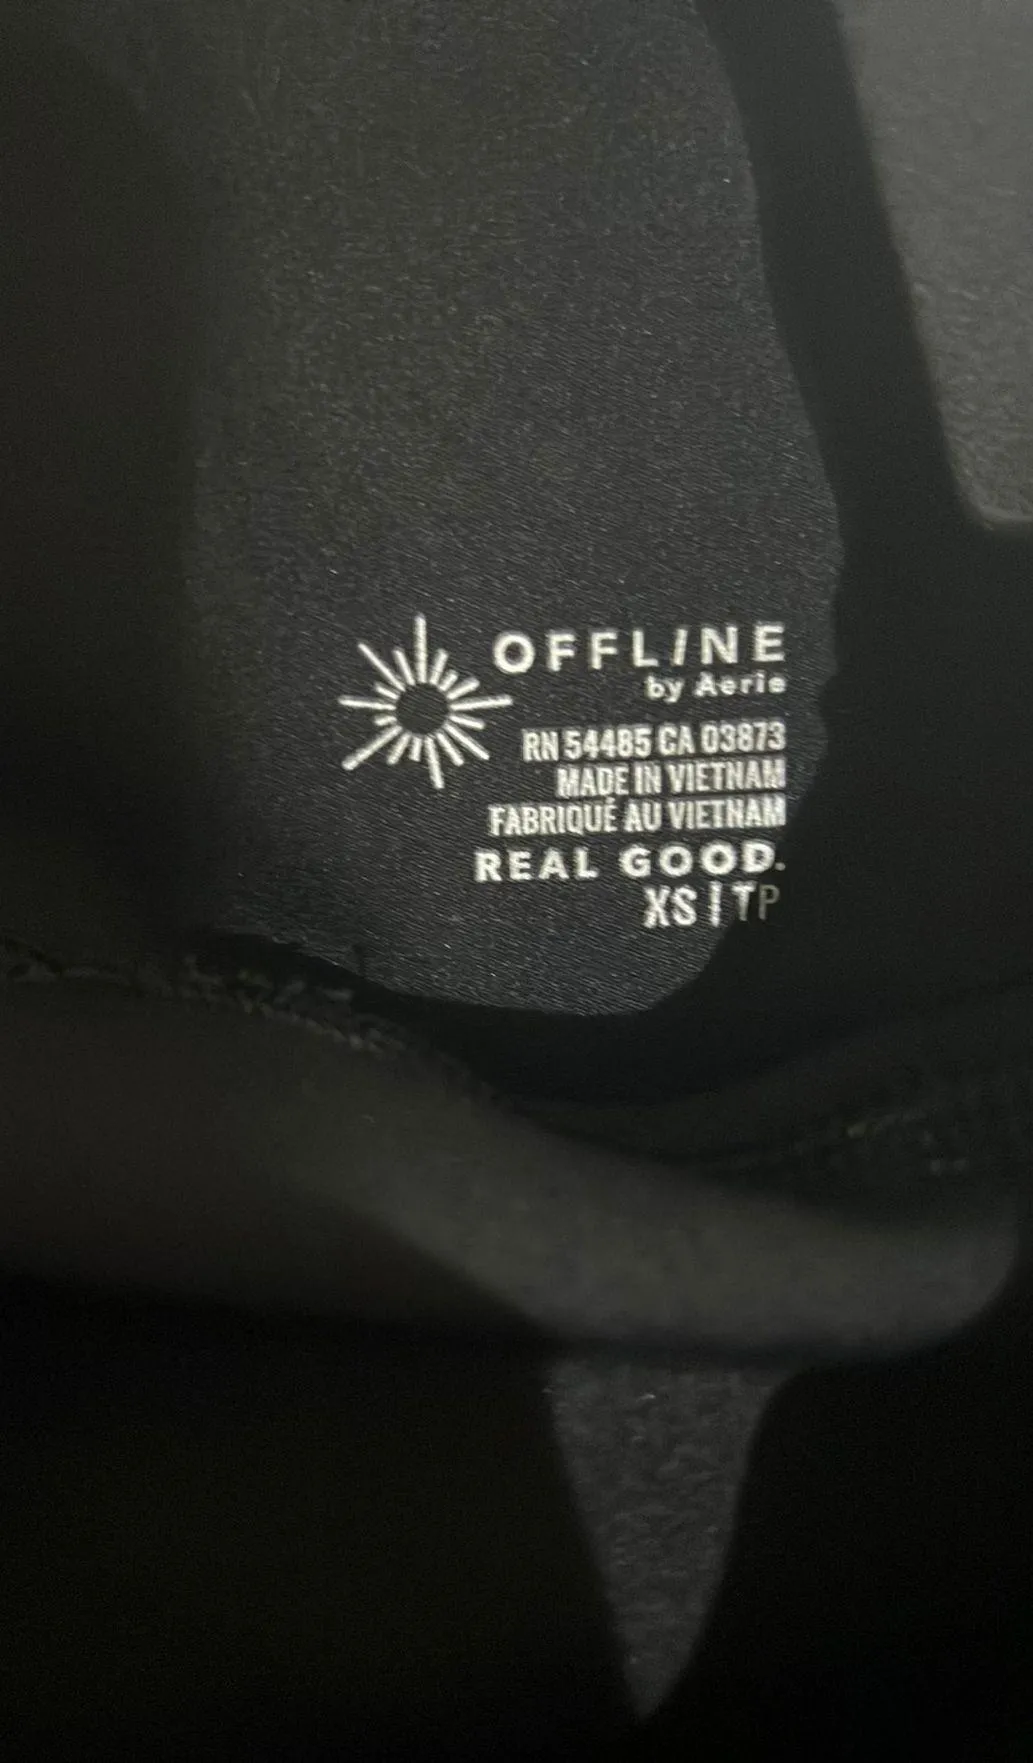 OFFLINE
by Aerie
RN 54485 CA 03873
MADE IN VIETNAM
FABRIQUÉ AU VIETNAM
REAL GOOD.
XS | TP